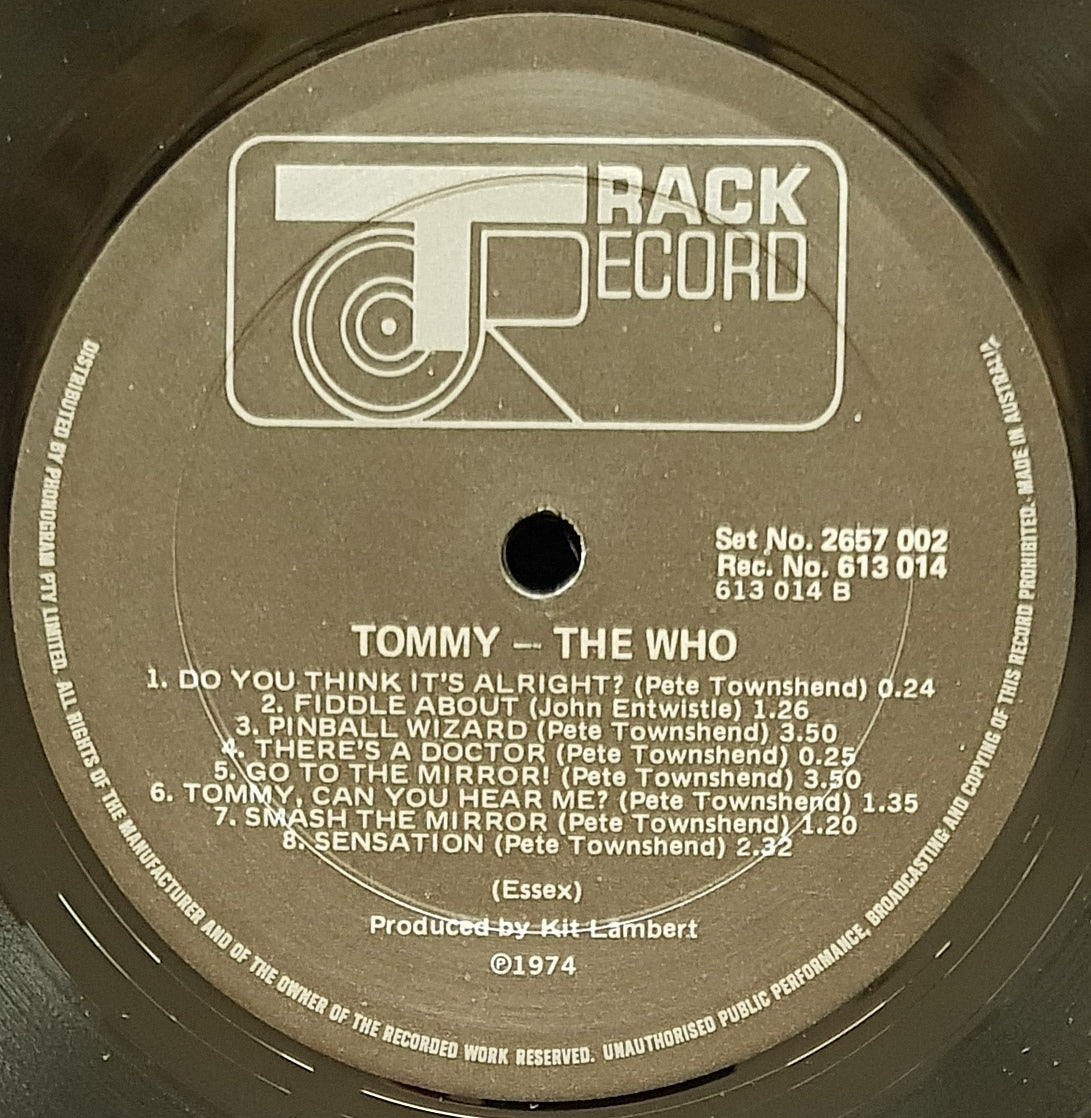 TRACK
RECORD
Set No. 2657 002
Rec. No. 613 014
613 014 B
TOMMY — THE WHO
1. DO YOU THINK IT'S ALRIGHT? (Pete Townshend) 0.24
2. FIDDLE ABOUT (John Entwistle) 1.26
3. PINBALL WIZARD (Pete Townshend) 3.50
4. THERE'S A DOCTOR (Pete Townshend) 0.25
5. GO TO THE MIRROR! (Pete Townshend) 3.50
6. TOMMY, CAN YOU HEAR ME? (Pete Townshend) 1.35
7. SMASH THE MIRROR (Pete Townshend) 1.20
8. SENSATION (Pete Townshend) 2.32
(Essex)
Produced by Kit Lambert
℗1974
DISTRIBUTED BY PHONOGRAM PTY LIMITED. ALL RIGHTS OF THE MANUFACTURER AND OF THE OWNER OF THE RECORDED WORK RESERVED. UNAUTHORISED PUBLIC PERFORMANCE, BROADCASTING AND COPYING OF THIS RECORD PROHIBITED. MADE IN AUSTRALIA